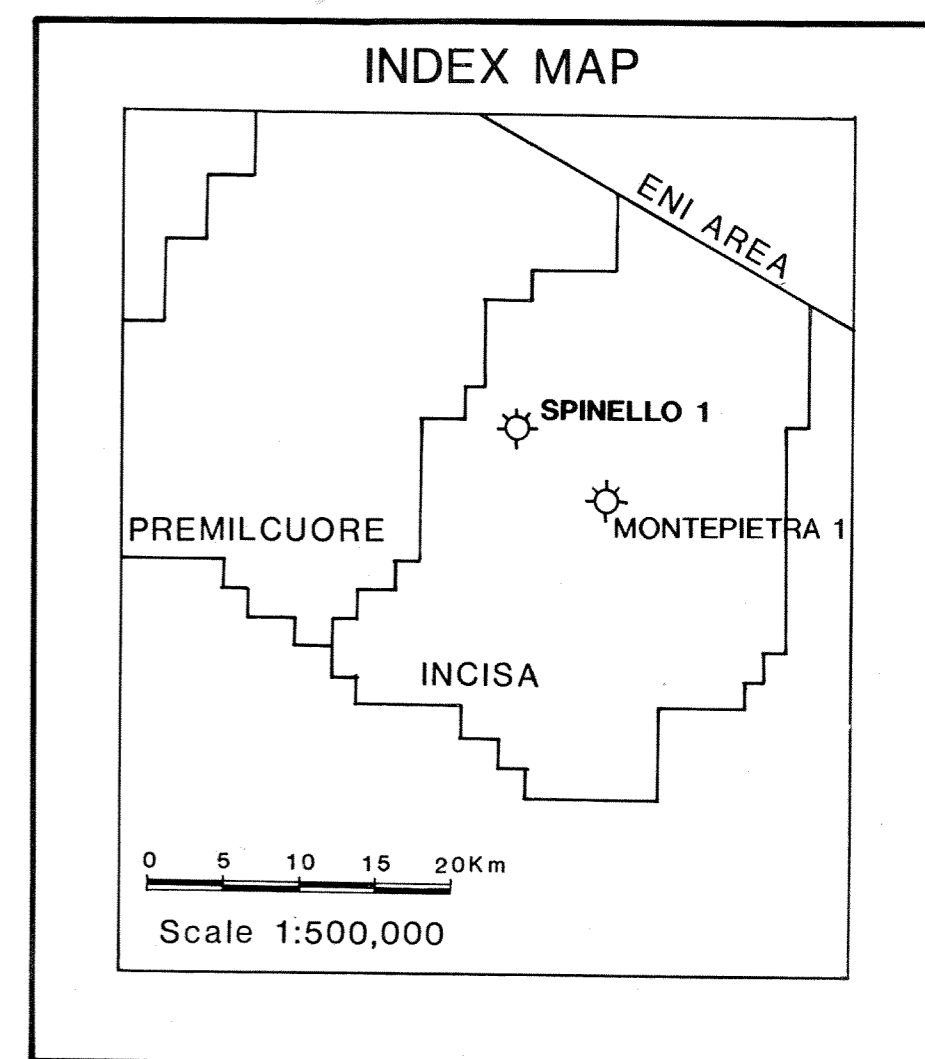 INDEX MAP
ENI AREA
SPINELLO 1
MONTEPIETRA 1
PREMILCUORE
INCISA
0 5 10 15 20Km
Scale 1:500,000